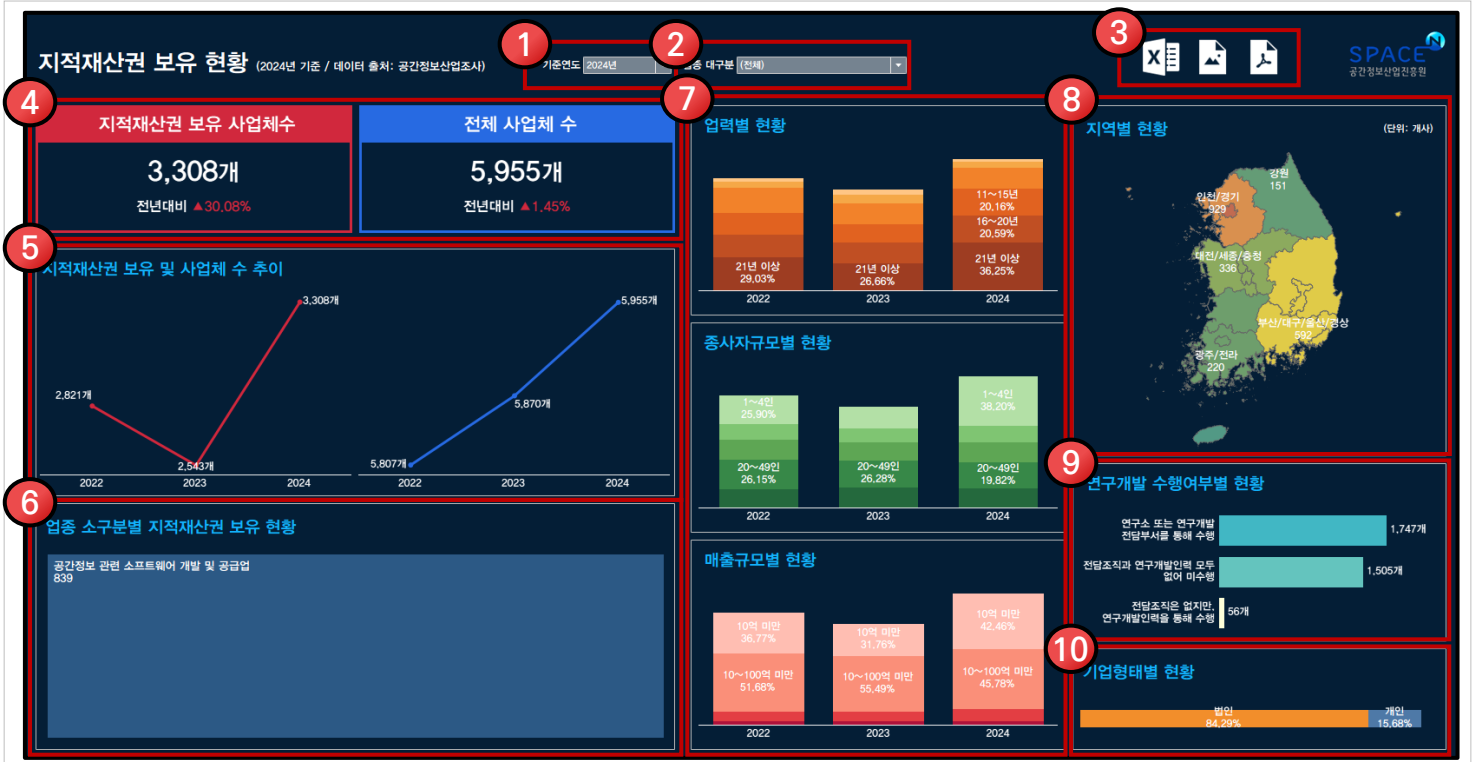 1
2
3
지적재산권 보유 현황 (2024년 기준 / 데이터 출처: 공간정보산업조사)
기준연도 2024년
종 대구분 (전체)
SPACE N
공간정보산업진흥원
4
지적재산권 보유 사업체수
3,308개
전년대비 ▲30,08%
전체 사업체 수
5,955개
전년대비 ▲1,45%
5
지적재산권 보유 및 사업체 수 추이
2,821개
2,543개
3,308개
2022
2023
2024
5,807개
5,870개
5,955개
2022
2023
2024
6
업종 소구분별 지적재산권 보유 현황
공간정보 관련 소프트웨어 개발 및 공급업
839
7
업력별 현황
21년 이상
29,03%
21년 이상
26,66%
11~15년
20,16%
16~20년
20,59%
21년 이상
36,25%
2022
2023
2024
종사자규모별 현황
1~4인
25,90%
20~49인
26,15%
20~49인
26,28%
1~4인
38,20%
20~49인
19,82%
2022
2023
2024
매출규모별 현황
10억 미만
36,77%
10~100억 미만
51,68%
10억 미만
31,76%
10~100억 미만
55,49%
10억 미만
42,46%
10~100억 미만
45,78%
2022
2023
2024
8
지역별 현황
(단위: 개사)
강원
151
인천/경기
929
대전/세종/충청
336
부산/대구/울산/경상
592
광주/전라
220
9
연구개발 수행여부별 현황
연구소 또는 연구개발
전담부서를 통해 수행
1,747개
전담조직과 연구개발인력 모두
없어 미수행
1,505개
전담조직은 없지만,
연구개발인력을 통해 수행
56개
10
기업형태별 현황
법인
84,29%
개인
15,68%